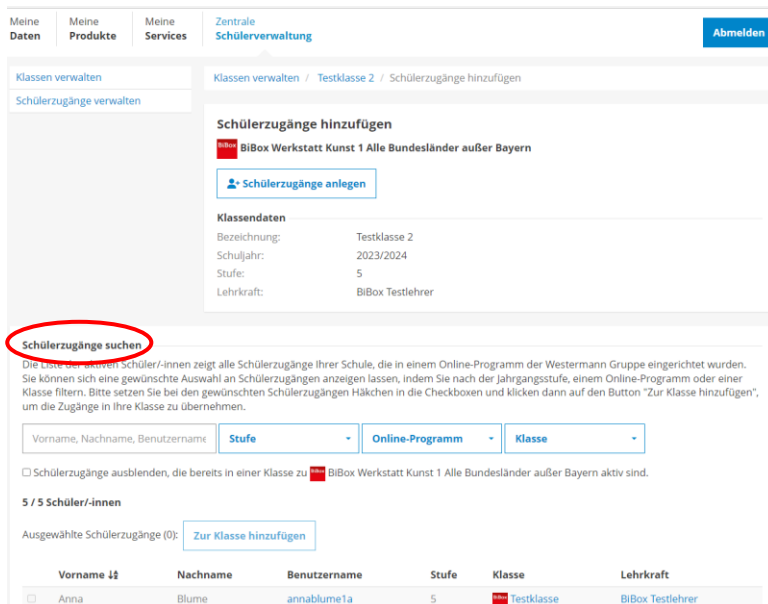 Meine Daten
Meine Produkte
Meine Services
Zentrale Schülerverwaltung
Abmelden
Klassen verwalten
Schülerzugänge verwalten
Klassen verwalten / Testklasse 2 / Schülerzugänge hinzufügen
Schülerzugänge hinzufügen
BiBox BiBox Werkstatt Kunst 1 Alle Bundesländer außer Bayern
Schülerzugänge anlegen
Klassendaten
Bezeichnung: Testklasse 2
Schuljahr: 2023/2024
Stufe: 5
Lehrkraft: BiBox Testlehrer
Schülerzugänge suchen
Die Liste der aktiven Schüler/-innen zeigt alle Schülerzugänge Ihrer Schule, die in einem Online-Programm der Westermann Gruppe eingerichtet wurden.
Sie können sich eine gewünschte Auswahl an Schülerzugängen anzeigen lassen, indem Sie nach der Jahrgangsstufe, einem Online-Programm oder einer
Klasse filtern. Bitte setzen Sie bei den gewünschten Schülerzugängen Häkchen in die Checkboxen und klicken dann auf den Button "Zur Klasse hinzufügen",
um die Zugänge in Ihre Klasse zu übernehmen.
Vorname, Nachname, Benutzername Stufe Online-Programm Klasse
Schülerzugänge ausblenden, die bereits in einer Klasse zu BiBox BiBox Werkstatt Kunst 1 Alle Bundesländer außer Bayern aktiv sind.
5 / 5 Schüler/-innen
Ausgewählte Schülerzugänge (0): Zur Klasse hinzufügen
Vorname Nachname Benutzername Stufe Klasse Lehrkraft
Anna Blume annablume1a 5 BiBox Testklasse BiBox Testlehrer